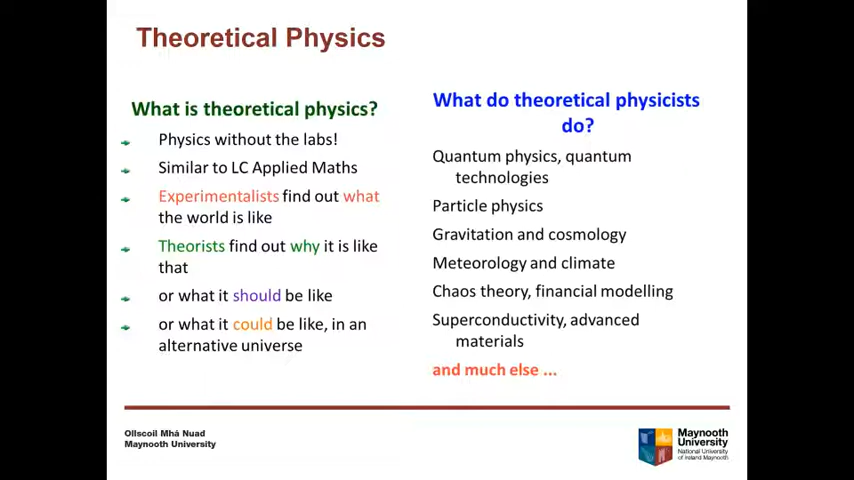 Theoretical Physics
What is theoretical physics?
Physics without the labs!
Similar to LC Applied Maths
Experimentalists find out what
the world is like
Theorists find out why it is like
that
or what it should be like
or what it could be like, in an
alternative universe
What do theoretical physicists
do?
Quantum physics, quantum
technologies
Particle physics
Gravitation and cosmology
Meteorology and climate
Chaos theory, financial modelling
Superconductivity, advanced
materials
and much else ...
Ollscoil Mhá Nuad
Maynooth University
Maynooth
University
National University
of Ireland Maynooth